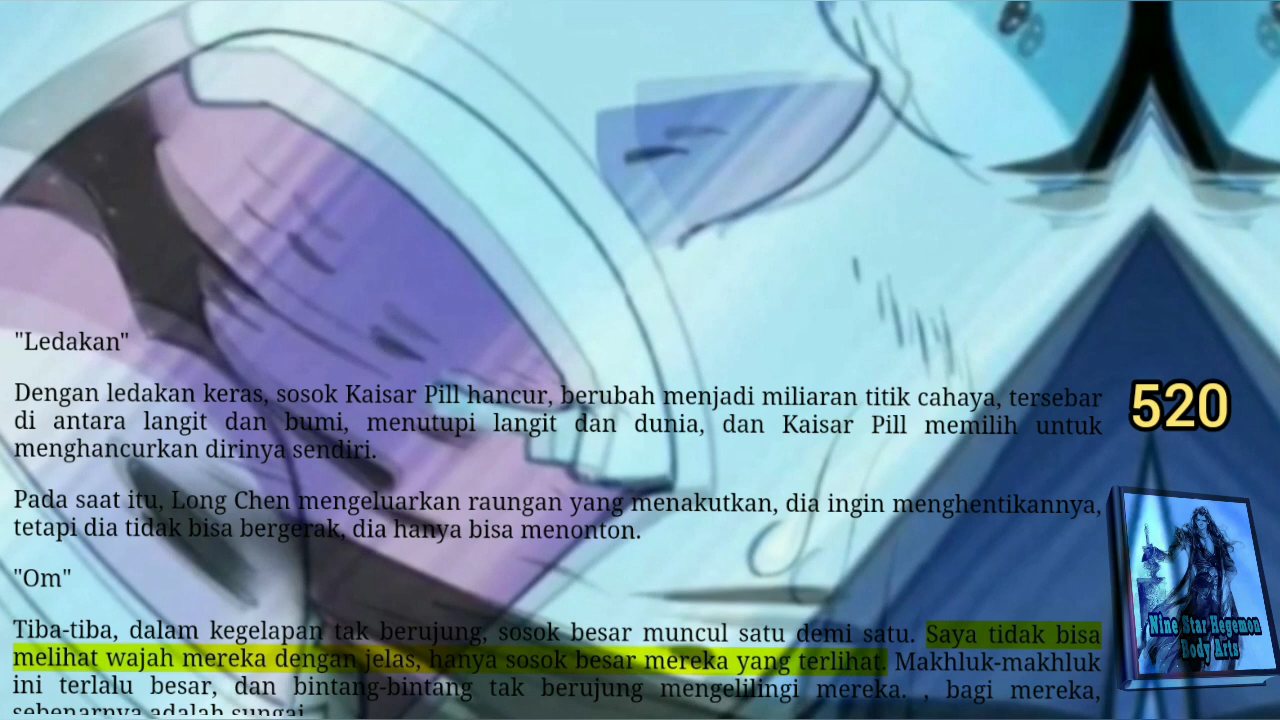 "Ledakan"
Dengan ledakan keras, sosok Kaisar Pill hancur, berubah menjadi miliaran titik cahaya, tersebar
di antara langit dan bumi, menutupi langit dan dunia, dan Kaisar Pill memilih untuk
menghancurkan dirinya sendiri.
Pada saat itu, Long Chen mengeluarkan raungan yang menakutkan, dia ingin menghentikannya,
tetapi dia tidak bisa bergerak, dia hanya bisa menonton.
"Om"
Tiba-tiba, dalam kegelapan tak berujung, sosok besar muncul satu demi satu. Saya tidak bisa
melihat wajah mereka dengan jelas, hanya sosok besar mereka yang terlihat. Makhluk-makhluk
ini terlalu besar, dan bintang-bintang tak berujung mengelilingi mereka. , bagi mereka,
sebenarnya adalah sungai
520
Nine Star Hegemon
Body Arts